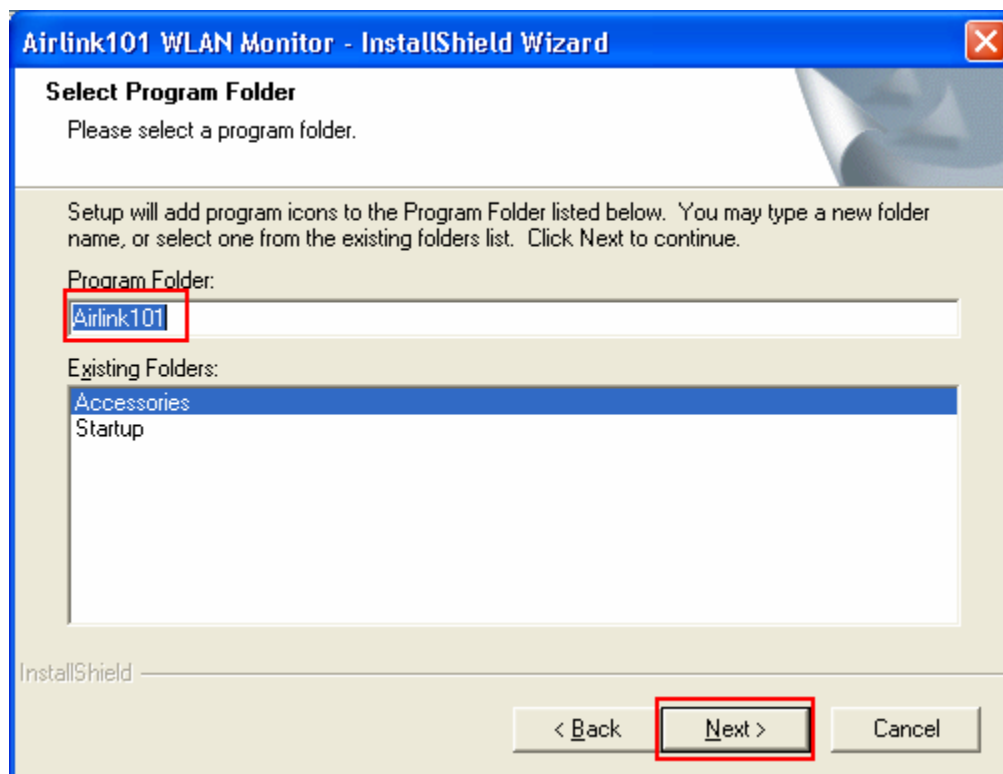 Airlink101 WLAN Monitor - InstallShield Wizard
Select Program Folder
Please select a program folder.
Setup will add program icons to the Program Folder listed below.  You may type a new folder
name, or select one from the existing folders list.  Click Next to continue.
Program Folder:
Airlink101
Existing Folders:
Accessories
Startup
InstallShield
< Back
Next >
Cancel